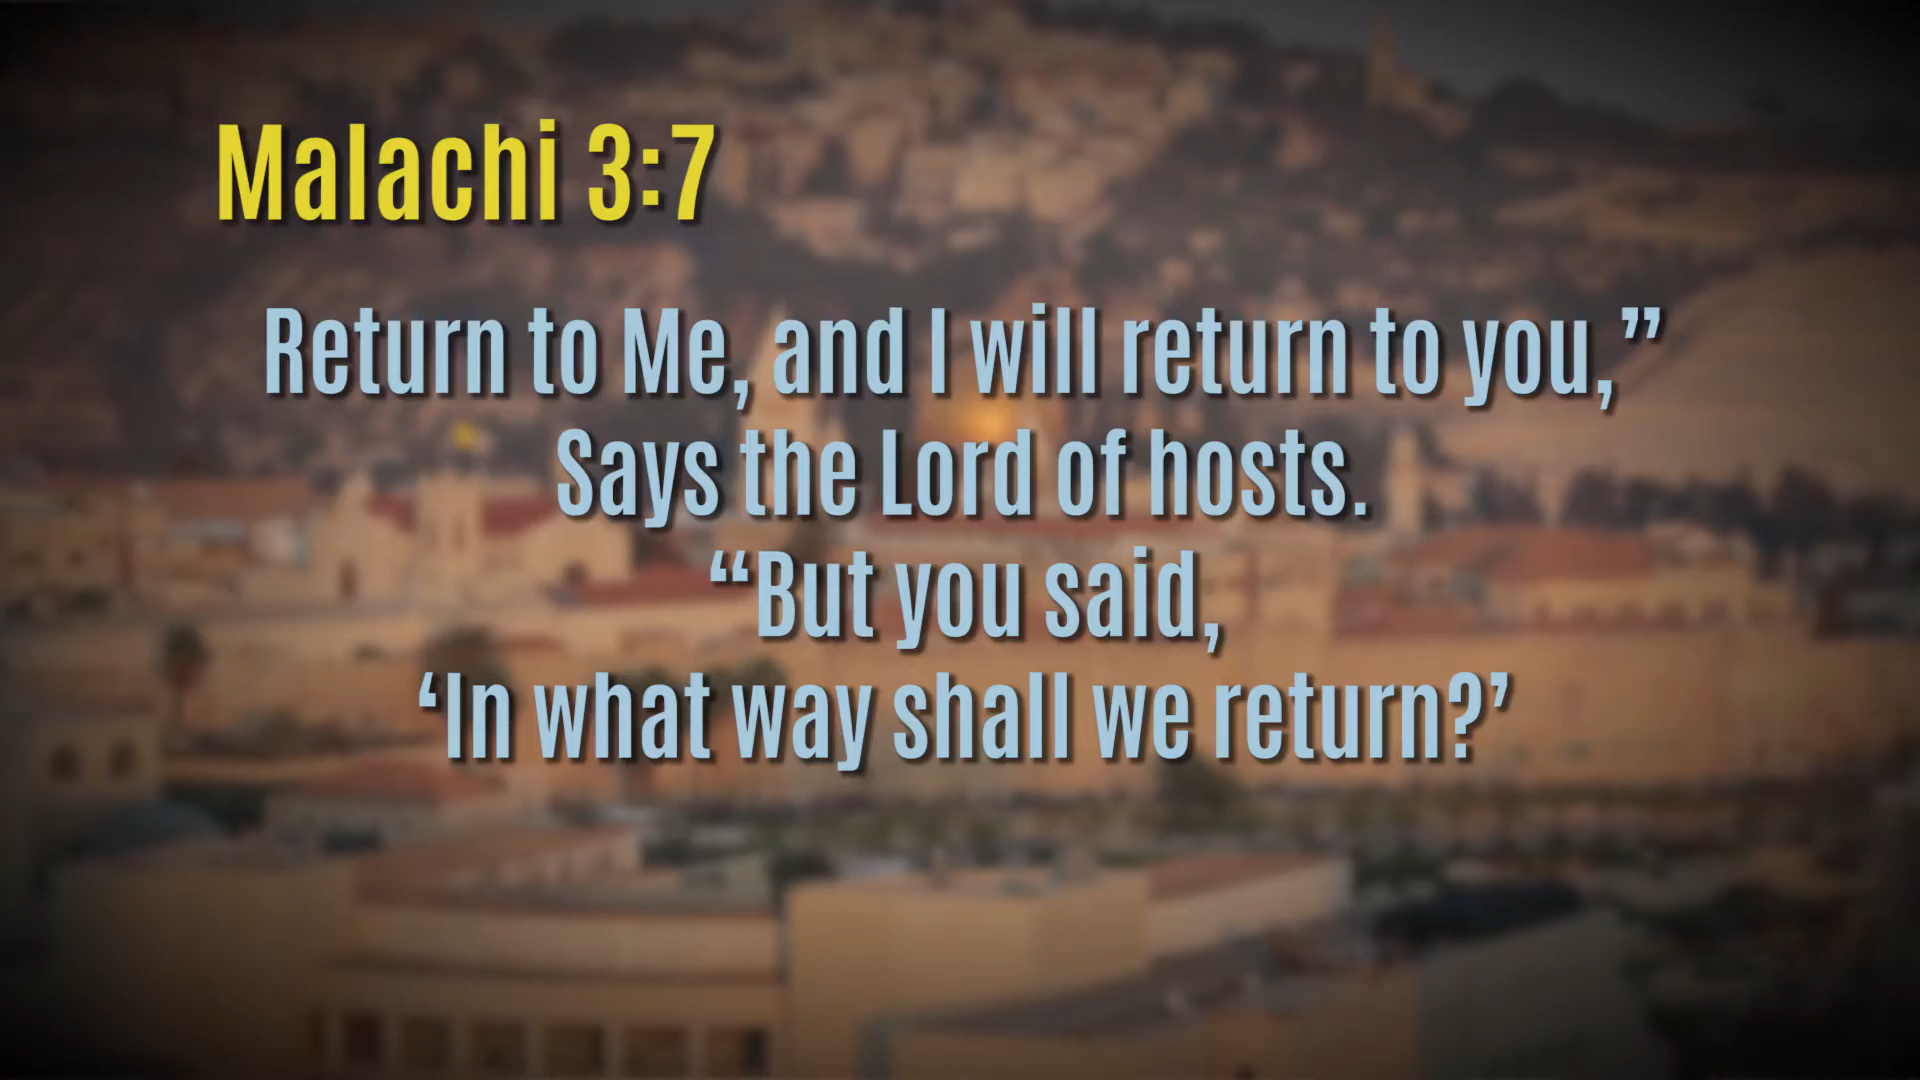 Malachi 3:7
Return to Me, and I will return to you,”
Says the Lord of hosts.
“But you said,
‘In what way shall we return?’